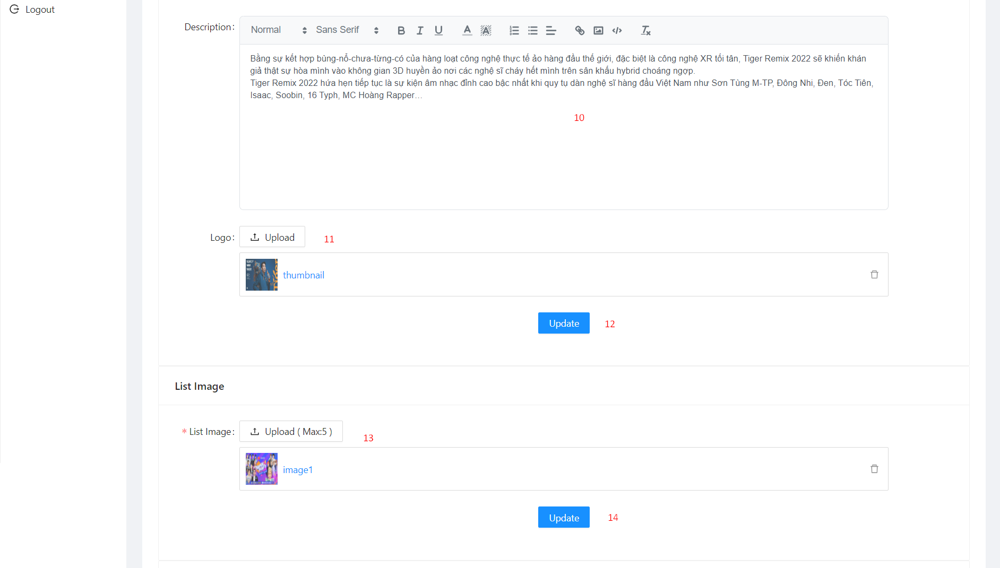 Logout
Description:
Normal Sans Serif B I U A A
Bằng sự kết hợp bùng-nổ-chưa-từng-có của hàng loạt công nghệ thực tế ảo hàng đầu thế giới, đặc biệt là công nghệ XR tối tân, Tiger Remix 2022 sẽ khiến khán
giả thật sự hòa mình vào không gian 3D huyền ảo nơi các nghệ sĩ cháy hết mình trên sân khấu hybrid choáng ngợp.
Tiger Remix 2022 hứa hẹn tiếp tục là sự kiện âm nhạc đỉnh cao bậc nhất khi quy tụ dàn nghệ sĩ hàng đầu Việt Nam như Sơn Tùng M-TP, Đông Nhi, Đen, Tóc Tiên,
Isaac, Soobin, 16 Typh, MC Hoàng Rapper…
10
Logo: Upload 11
thumbnail
Update 12
List Image
* List Image: Upload ( Max:5 ) 13
image1
Update 14